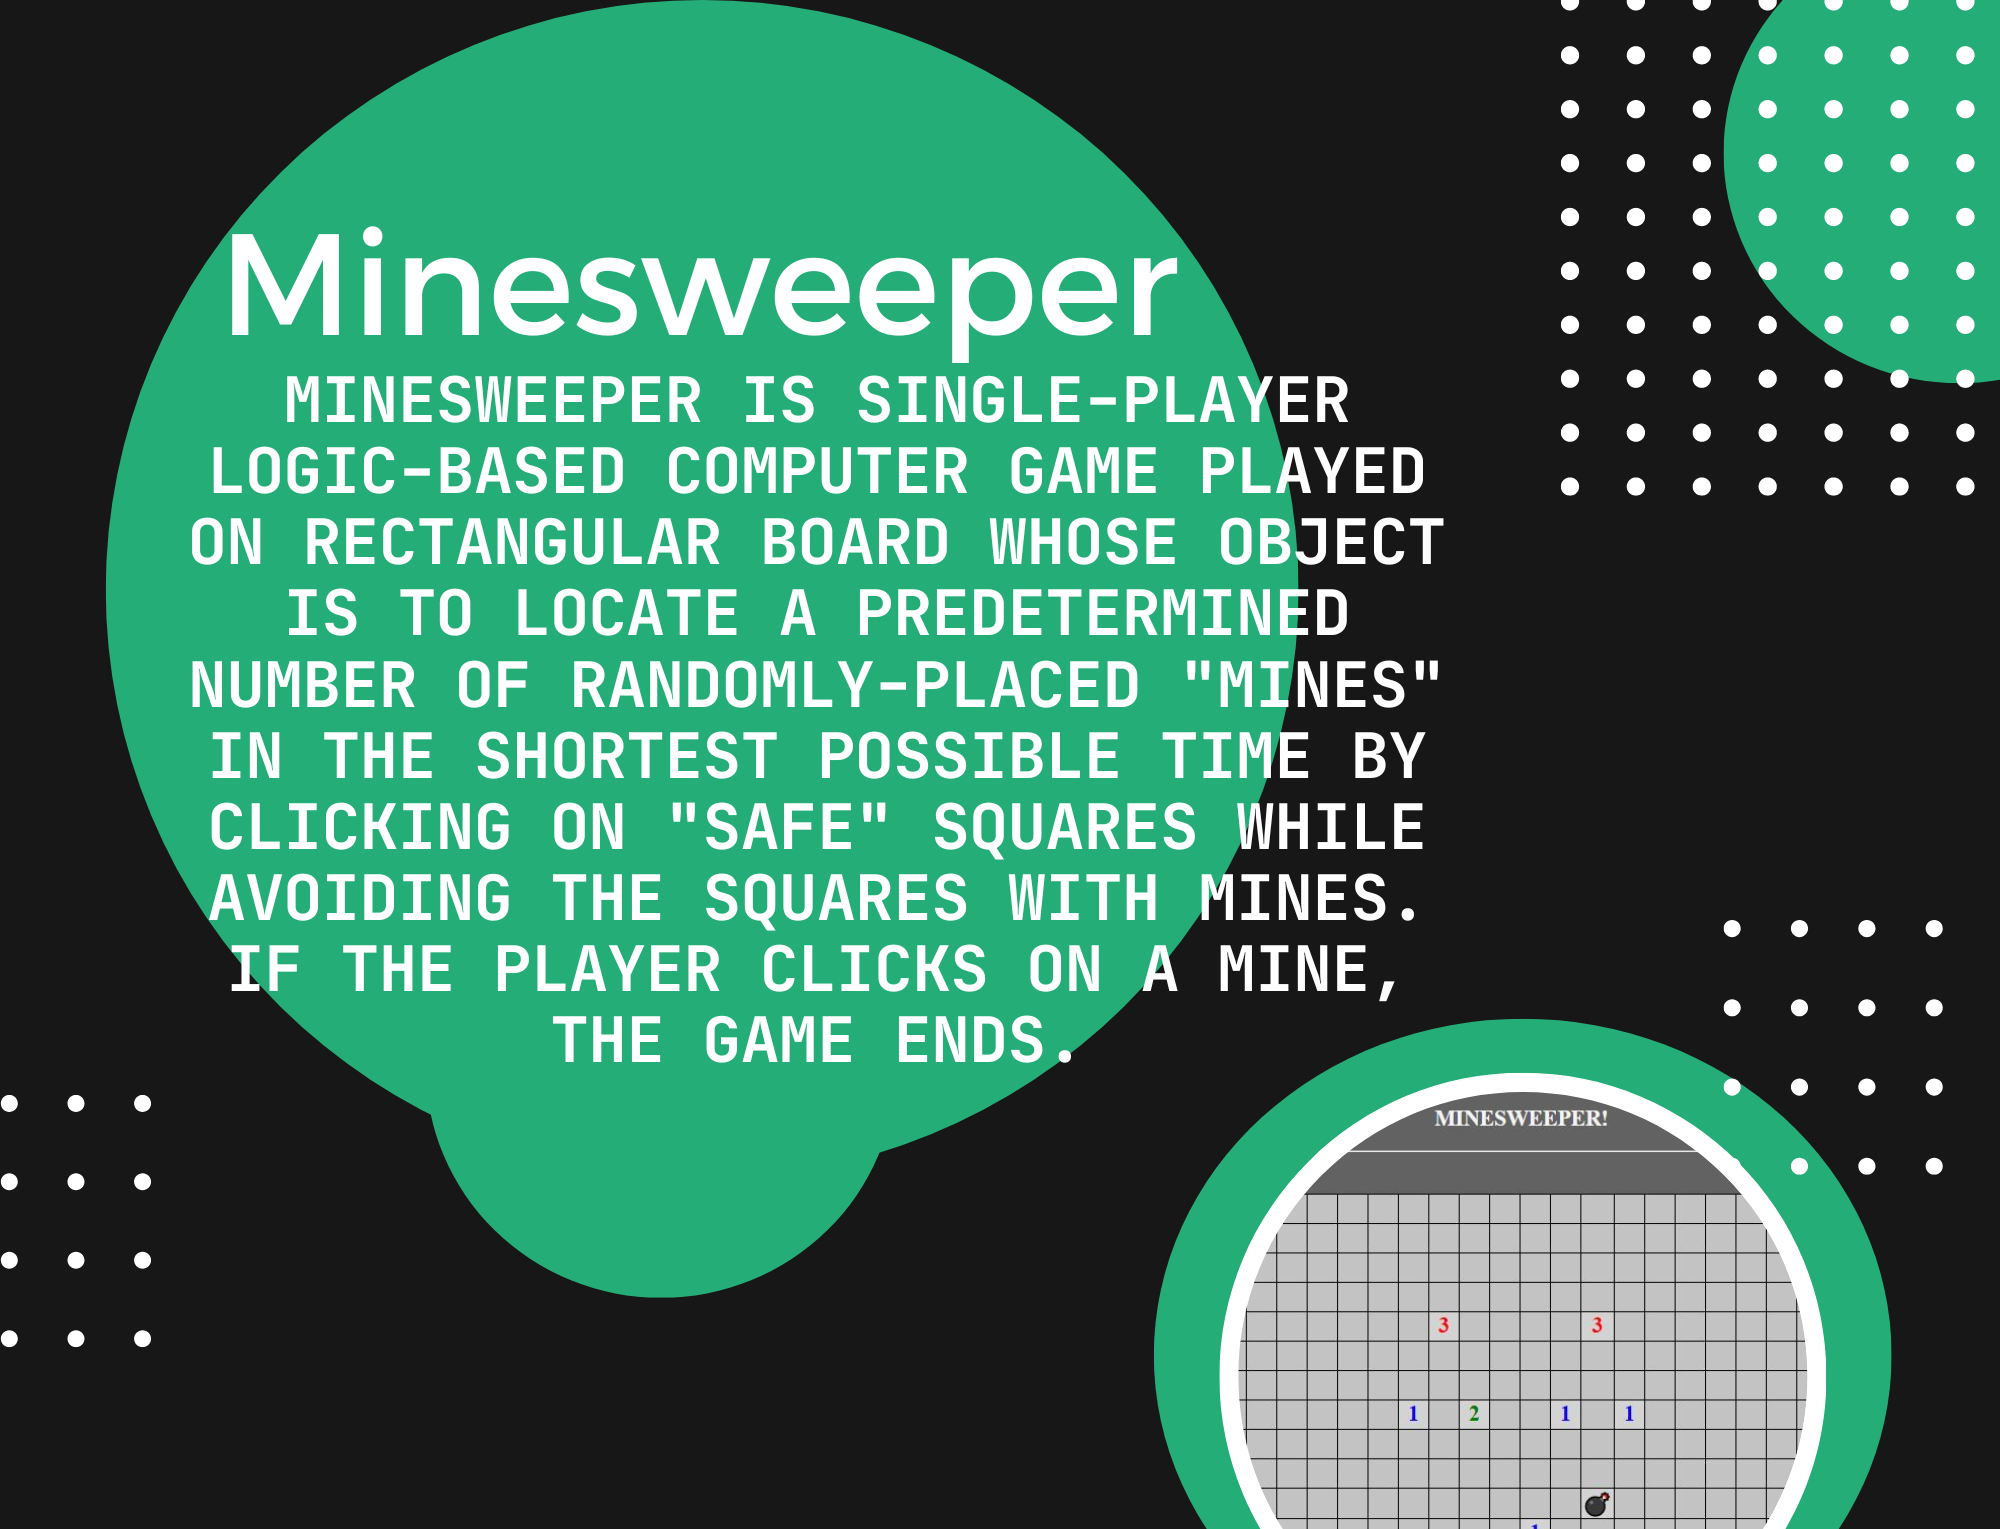 Minesweeper
MINESWEEPER IS SINGLE-PLAYER
LOGIC-BASED COMPUTER GAME PLAYED
ON RECTANGULAR BOARD WHOSE OBJECT
IS TO LOCATE A PREDETERMINED
NUMBER OF RANDOMLY-PLACED "MINES"
IN THE SHORTEST POSSIBLE TIME BY
CLICKING ON "SAFE" SQUARES WHILE
AVOIDING THE SQUARES WITH MINES.
IF THE PLAYER CLICKS ON A MINE,
THE GAME ENDS.
MINESWEEPER!
3 3
1 2 1 1
1